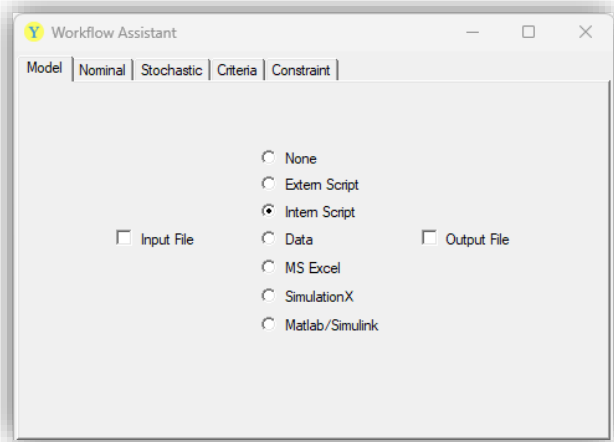 Y Workflow Assistant
Model Nominal Stochastic Criteria Constraint
None
Extern Script
Intern Script
Input File Data Output File
MS Excel
SimulationX
Matlab/Simulink